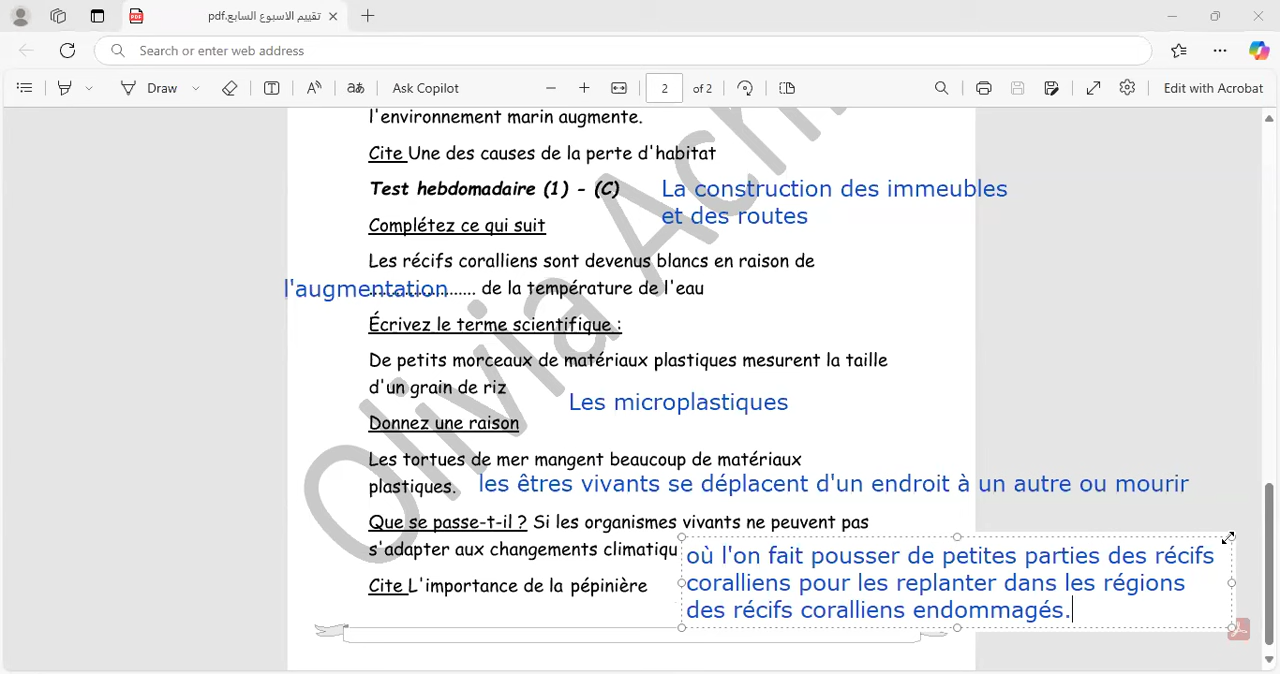 تقييم الاسبوع السابع.pdf
Search or enter web address
Draw
Ask Copilot
2 of 2
Edit with Acrobat
l'environnement marin augmente.
Cite Une des causes de la perte d'habitat
Test hebdomadaire (1) - (C)
La construction des immeubles
et des routes
Complétez ce qui suit
Les récifs coralliens sont devenus blancs en raison de
l'augmentation ........................ de la température de l'eau
Écrivez le terme scientifique :
De petits morceaux de matériaux plastiques mesurent la taille
d'un grain de riz
Les microplastiques
Donnez une raison
Les tortues de mer mangent beaucoup de matériaux
plastiques. les êtres vivants se déplacent d'un endroit à un autre ou mourir
Que se passe-t-il ? Si les organismes vivants ne peuvent pas
s'adapter aux changements climatiqu
Cite L'importance de la pépinière
où l'on fait pousser de petites parties des récifs
coralliens pour les replanter dans les régions
des récifs coralliens endommagés.
Olivia